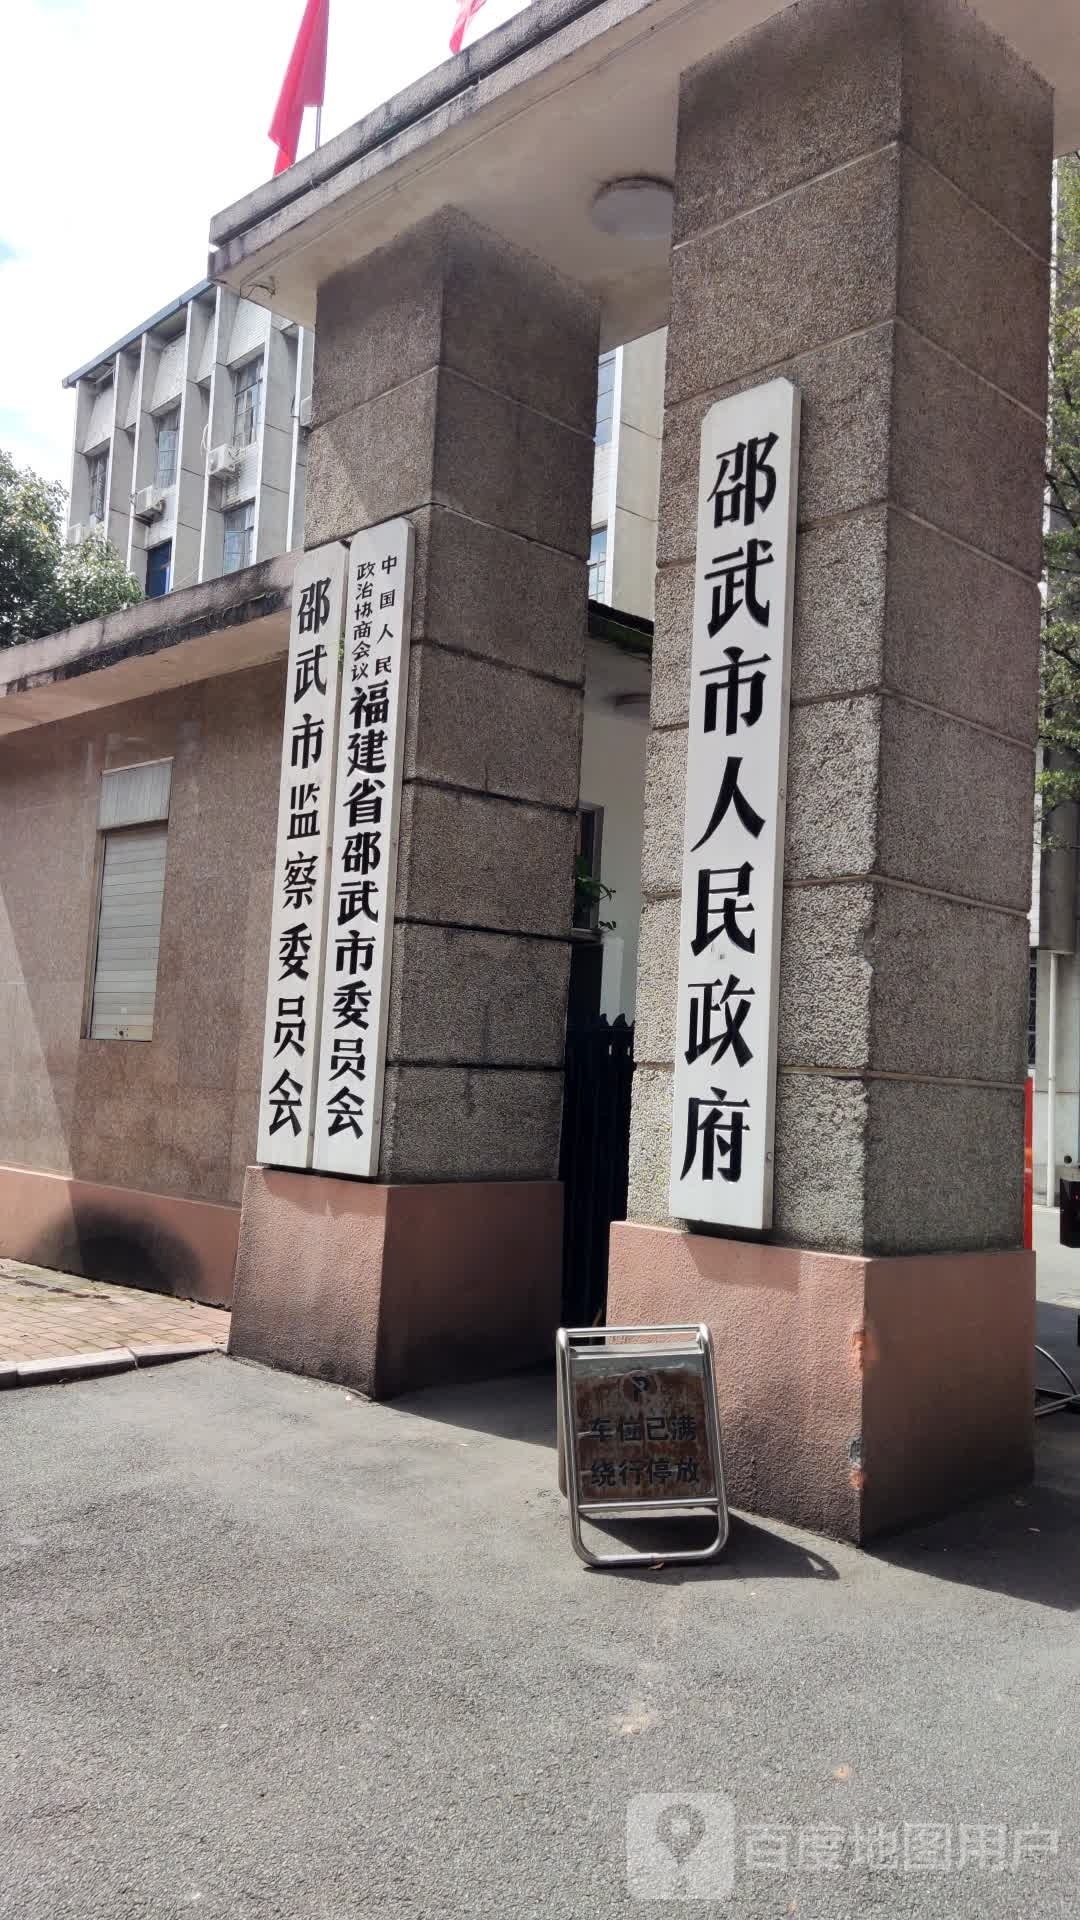 邵武市监察委员会
中国人民
政治协商会议
福建省邵武市委员会
邵武市人民政府
P
车位已满
绕行停放
百度地图用户